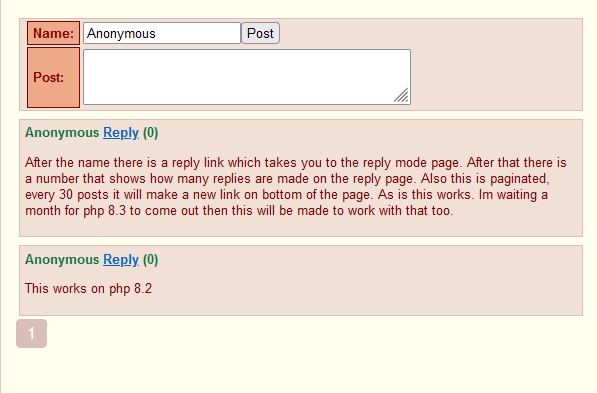 Name: Anonymous Post
Post:
Anonymous Reply (0)
After the name there is a reply link which takes you to the reply mode page. After that there is
a number that shows how many replies are made on the reply page. Also this is paginated,
every 30 posts it will make a new link on bottom of the page. As is this works. Im waiting a
month for php 8.3 to come out then this will be made to work with that too.
Anonymous Reply (0)
This works on php 8.2
1